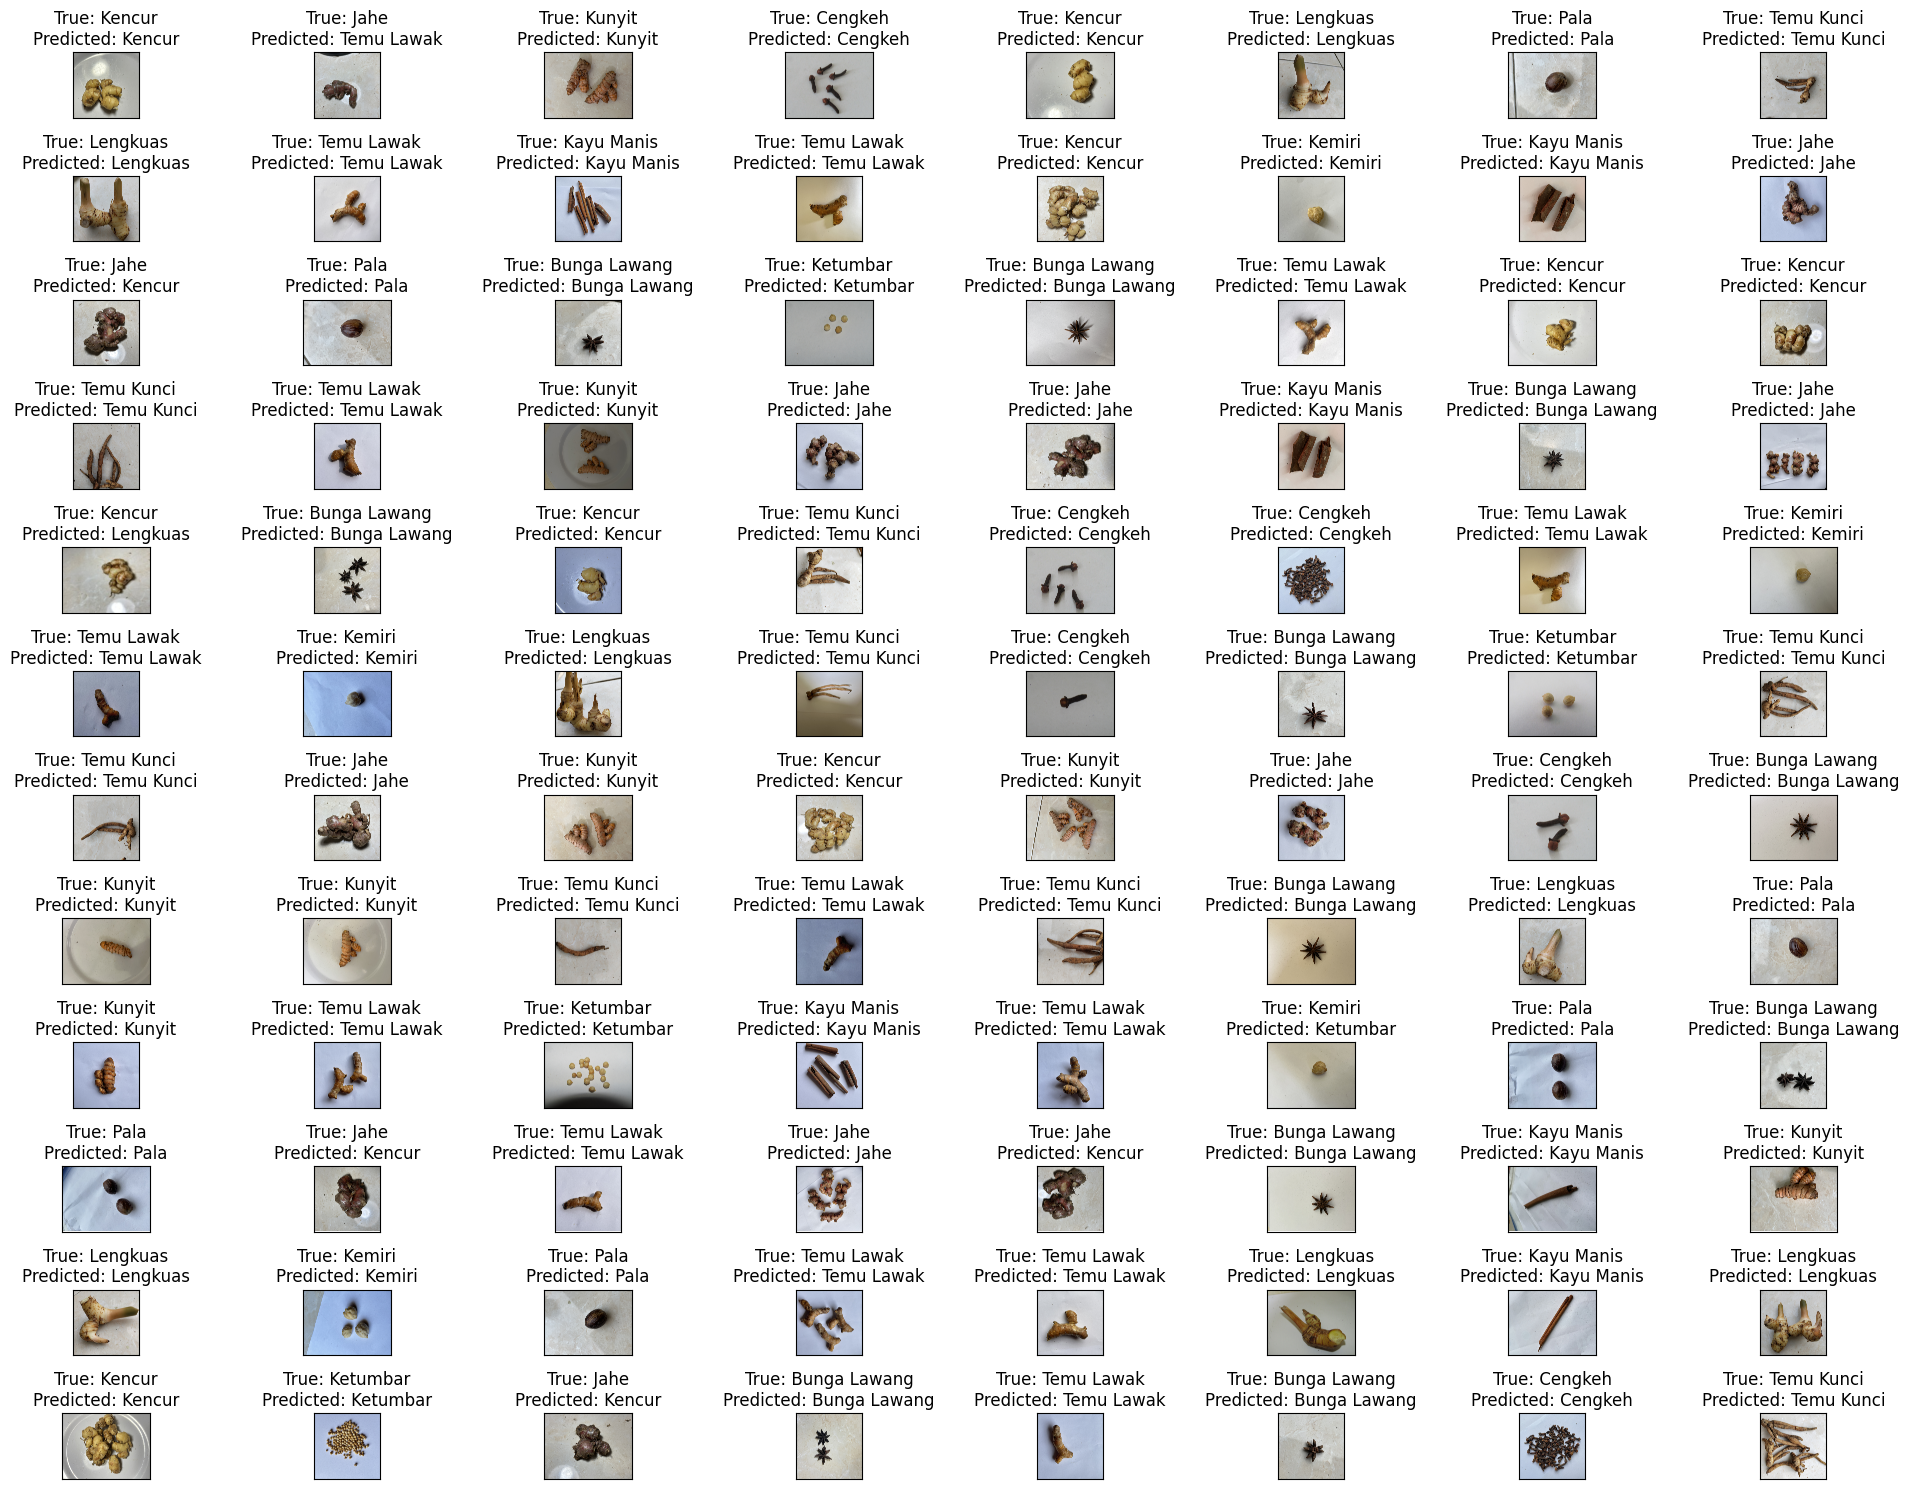 True: Kencur
Predicted: Kencur
True: Jahe
Predicted: Temu Lawak
True: Kunyit
Predicted: Kunyit
True: Cengkeh
Predicted: Cengkeh
True: Kencur
Predicted: Kencur
True: Lengkuas
Predicted: Lengkuas
True: Pala
Predicted: Pala
True: Temu Kunci
Predicted: Temu Kunci
True: Lengkuas
Predicted: Lengkuas
True: Temu Lawak
Predicted: Temu Lawak
True: Kayu Manis
Predicted: Kayu Manis
True: Temu Lawak
Predicted: Temu Lawak
True: Kencur
Predicted: Kencur
True: Kemiri
Predicted: Kemiri
True: Kayu Manis
Predicted: Kayu Manis
True: Jahe
Predicted: Jahe
True: Jahe
Predicted: Kencur
True: Pala
Predicted: Pala
True: Bunga Lawang
Predicted: Bunga Lawang
True: Ketumbar
Predicted: Ketumbar
True: Bunga Lawang
Predicted: Bunga Lawang
True: Temu Lawak
Predicted: Temu Lawak
True: Kencur
Predicted: Kencur
True: Kencur
Predicted: Kencur
True: Temu Kunci
Predicted: Temu Kunci
True: Temu Lawak
Predicted: Temu Lawak
True: Kunyit
Predicted: Kunyit
True: Jahe
Predicted: Jahe
True: Jahe
Predicted: Jahe
True: Kayu Manis
Predicted: Kayu Manis
True: Bunga Lawang
Predicted: Bunga Lawang
True: Jahe
Predicted: Jahe
True: Kencur
Predicted: Lengkuas
True: Bunga Lawang
Predicted: Bunga Lawang
True: Kencur
Predicted: Kencur
True: Temu Kunci
Predicted: Temu Kunci
True: Cengkeh
Predicted: Cengkeh
True: Cengkeh
Predicted: Cengkeh
True: Temu Lawak
Predicted: Temu Lawak
True: Kemiri
Predicted: Kemiri
True: Temu Lawak
Predicted: Temu Lawak
True: Kemiri
Predicted: Kemiri
True: Lengkuas
Predicted: Lengkuas
True: Temu Kunci
Predicted: Temu Kunci
True: Cengkeh
Predicted: Cengkeh
True: Bunga Lawang
Predicted: Bunga Lawang
True: Ketumbar
Predicted: Ketumbar
True: Temu Kunci
Predicted: Temu Kunci
True: Temu Kunci
Predicted: Temu Kunci
True: Jahe
Predicted: Jahe
True: Kunyit
Predicted: Kunyit
True: Kencur
Predicted: Kencur
True: Kunyit
Predicted: Kunyit
True: Jahe
Predicted: Jahe
True: Cengkeh
Predicted: Cengkeh
True: Bunga Lawang
Predicted: Bunga Lawang
True: Kunyit
Predicted: Kunyit
True: Kunyit
Predicted: Kunyit
True: Temu Kunci
Predicted: Temu Kunci
True: Temu Lawak
Predicted: Temu Lawak
True: Temu Kunci
Predicted: Temu Kunci
True: Bunga Lawang
Predicted: Bunga Lawang
True: Lengkuas
Predicted: Lengkuas
True: Pala
Predicted: Pala
True: Kunyit
Predicted: Kunyit
True: Temu Lawak
Predicted: Temu Lawak
True: Ketumbar
Predicted: Ketumbar
True: Kayu Manis
Predicted: Kayu Manis
True: Temu Lawak
Predicted: Temu Lawak
True: Kemiri
Predicted: Ketumbar
True: Pala
Predicted: Pala
True: Bunga Lawang
Predicted: Bunga Lawang
True: Pala
Predicted: Pala
True: Jahe
Predicted: Kencur
True: Temu Lawak
Predicted: Temu Lawak
True: Jahe
Predicted: Jahe
True: Jahe
Predicted: Kencur
True: Bunga Lawang
Predicted: Bunga Lawang
True: Kayu Manis
Predicted: Kayu Manis
True: Kunyit
Predicted: Kunyit
True: Lengkuas
Predicted: Lengkuas
True: Kemiri
Predicted: Kemiri
True: Pala
Predicted: Pala
True: Temu Lawak
Predicted: Temu Lawak
True: Temu Lawak
Predicted: Temu Lawak
True: Lengkuas
Predicted: Lengkuas
True: Kayu Manis
Predicted: Kayu Manis
True: Lengkuas
Predicted: Lengkuas
True: Kencur
Predicted: Kencur
True: Ketumbar
Predicted: Ketumbar
True: Jahe
Predicted: Kencur
True: Bunga Lawang
Predicted: Bunga Lawang
True: Temu Lawak
Predicted: Temu Lawak
True: Bunga Lawang
Predicted: Bunga Lawang
True: Cengkeh
Predicted: Cengkeh
True: Temu Kunci
Predicted: Temu Kunci